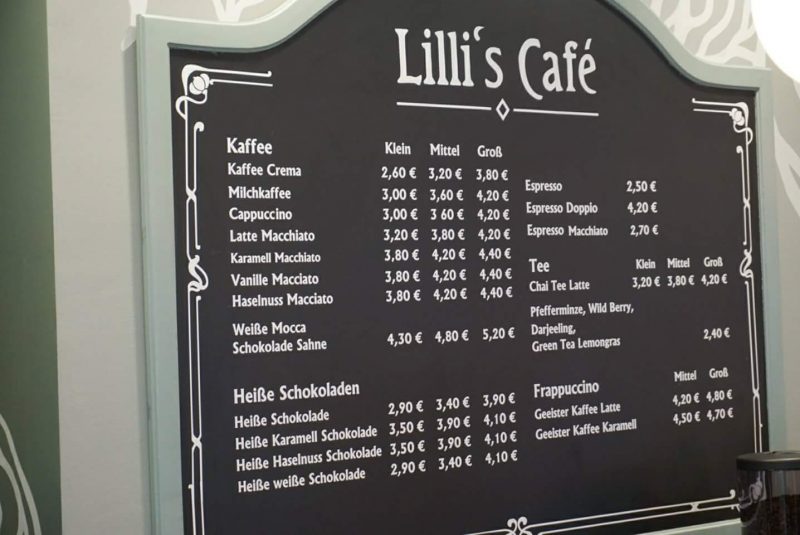 Lilli's Café
Kaffee Klein Mittel Groß
Kaffee Crema 2,60 € 3,20 € 3,80 €
Milchkaffee 3,00 € 3,60 € 4,20 €
Cappuccino 3,00 € 3 60 € 4,20 €
Latte Macchiato 3,20 € 3,80 € 4,20 €
Karamell Macchiato 3,80 € 4,20 € 4,40 €
Vanille Macciato 3,80 € 4,20 € 4,40 €
Haselnuss Macciato 3,80 € 4,20 € 4,40 €
Weiße Mocca
Schokolade Sahne 4,30 € 4,80 € 5,20 €
Heiße Schokoladen
Heiße Schokolade 2,90 € 3,40 € 3,90 €
Heiße Karamell Schokolade 3,50 € 3,90 € 4,10 €
Heiße Haselnuss Schokolade 3,50 € 3,90 € 4,10 €
Heiße weiße Schokolade 2,90 € 3,40 € 4,10 €
Espresso 2,50 €
Espresso Doppio 4,20 €
Espresso Macchiato 2,70 €
Tee Klein Mittel Groß
Chai Tee Latte 3,20 € 3,80 € 4,20 €
Pfefferminze, Wild Berry,
Darjeeling,
Green Tea Lemongras 2,40 €
Frappuccino Mittel Groß
Geeister Kaffee Latte 4,20 € 4,80 €
Geeister Kaffee Karamell 4,50 € 4,70 €